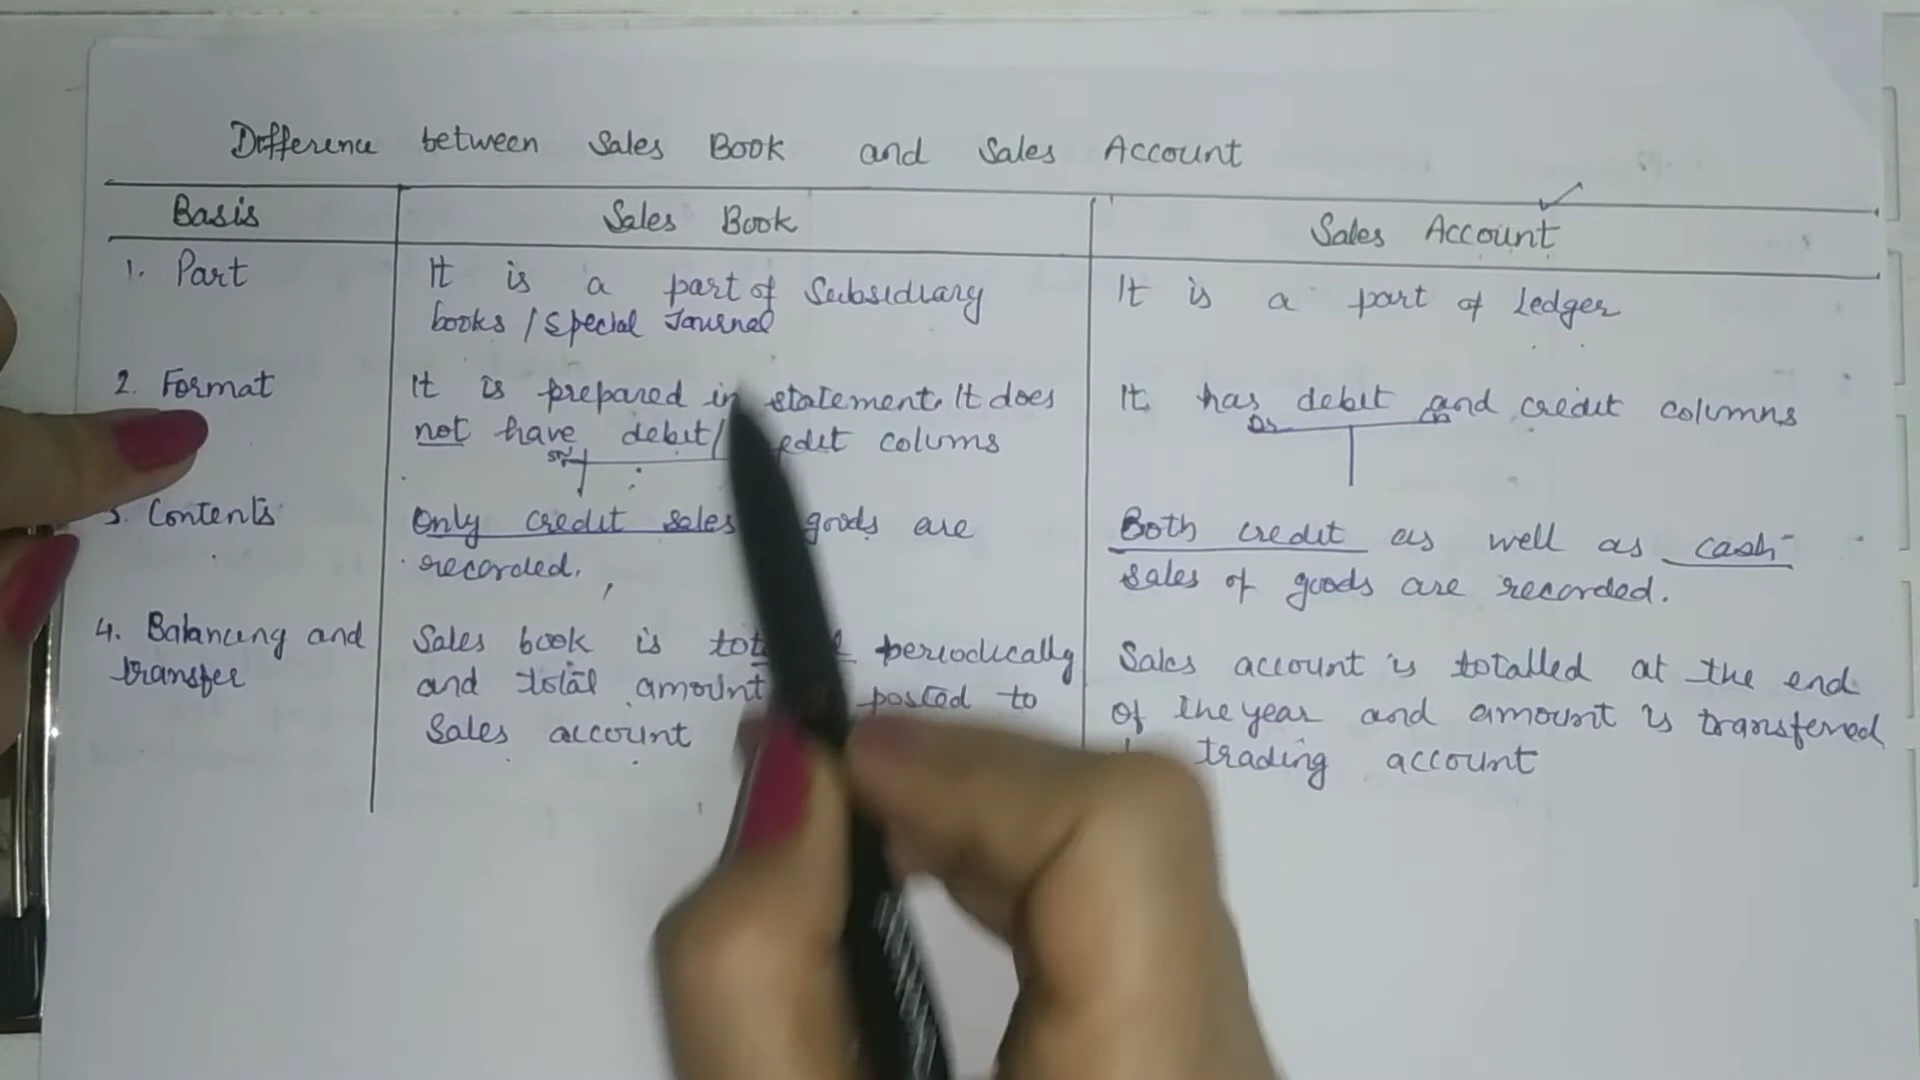 Difference between Sales Book and Sales Account
Basis Sales Book Sales Account
1. Part It is a part of Subsidiary It is a part of Ledger
books / Special Journal
2. Format It is prepared in statement. It does It has debit and credit columns
not have debit/ colums Dr
Contents Only credit sales goods are Both credit as well as cash
recorded. sales of goods are recorded.
4. Balancing and Sales book is periodically Sales account is totalled at the end
transfer and total amount posted to of the year and amount is transferred
Sales account trading account